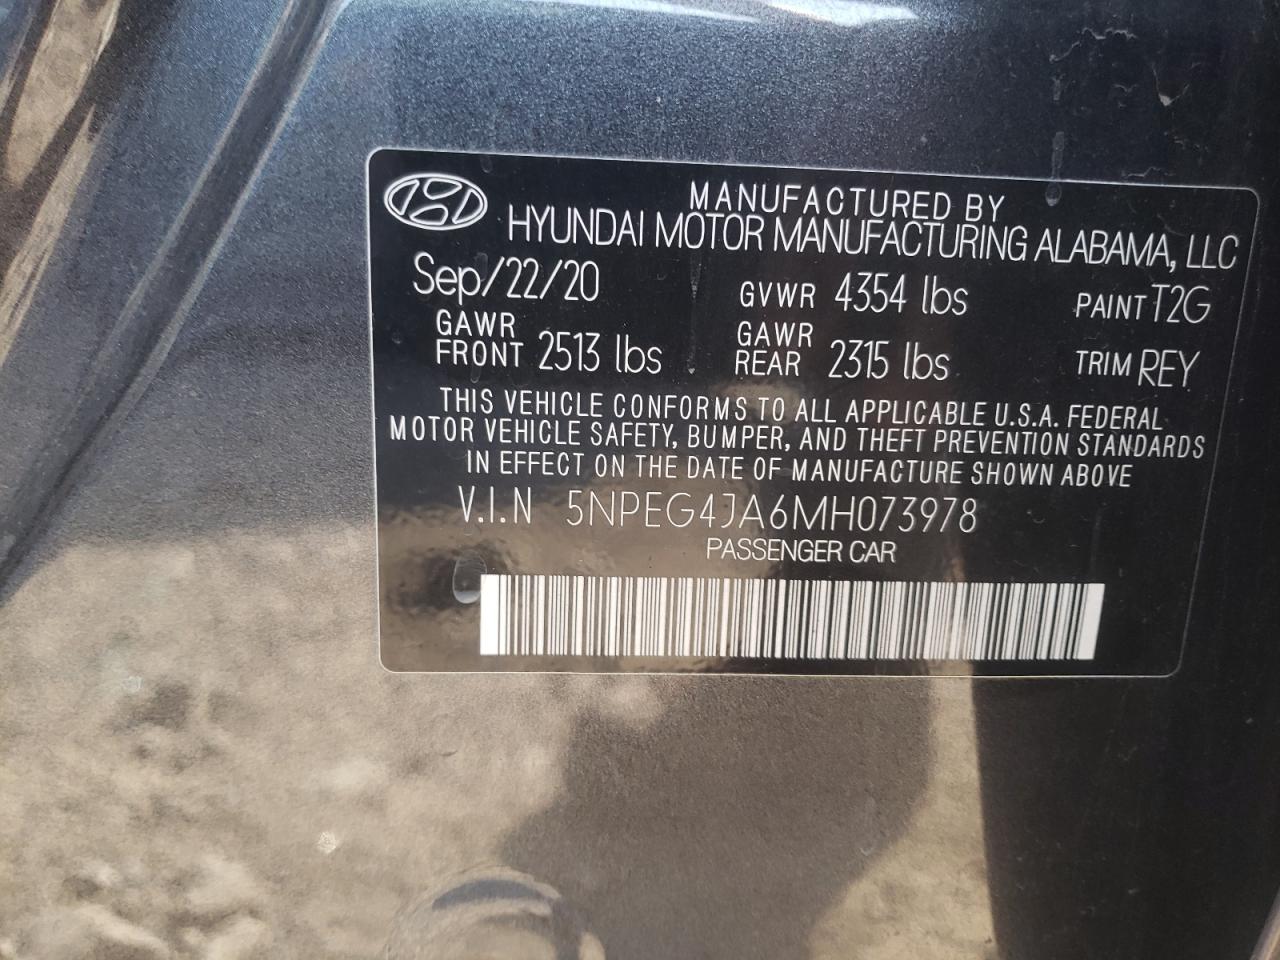 MANUFACTURED BY
HYUNDAI MOTOR MANUFACTURING ALABAMA, LLC
Sep/22/20 GVWR 4354 lbs PAINT T2G
GAWR FRONT 2513 lbs GAWR REAR 2315 lbs TRIM REY
THIS VEHICLE CONFORMS TO ALL APPLICABLE U.S.A. FEDERAL
MOTOR VEHICLE SAFETY, BUMPER, AND THEFT PREVENTION STANDARDS
IN EFFECT ON THE DATE OF MANUFACTURE SHOWN ABOVE
V.I.N 5NPEG4JA6MH073978
PASSENGER CAR